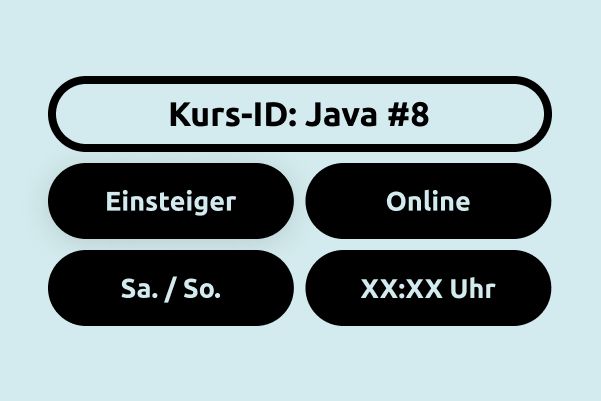 Kurs-ID: Java #8
Einsteiger
Online
Sa. / So.
XX:XX Uhr